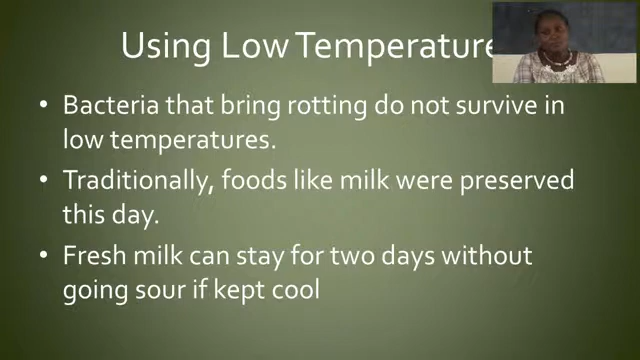 Using Low Temperature
• Bacteria that bring rotting do not survive in
low temperatures.
• Traditionally, foods like milk were preserved
this day.
• Fresh milk can stay for two days without
going sour if kept cool